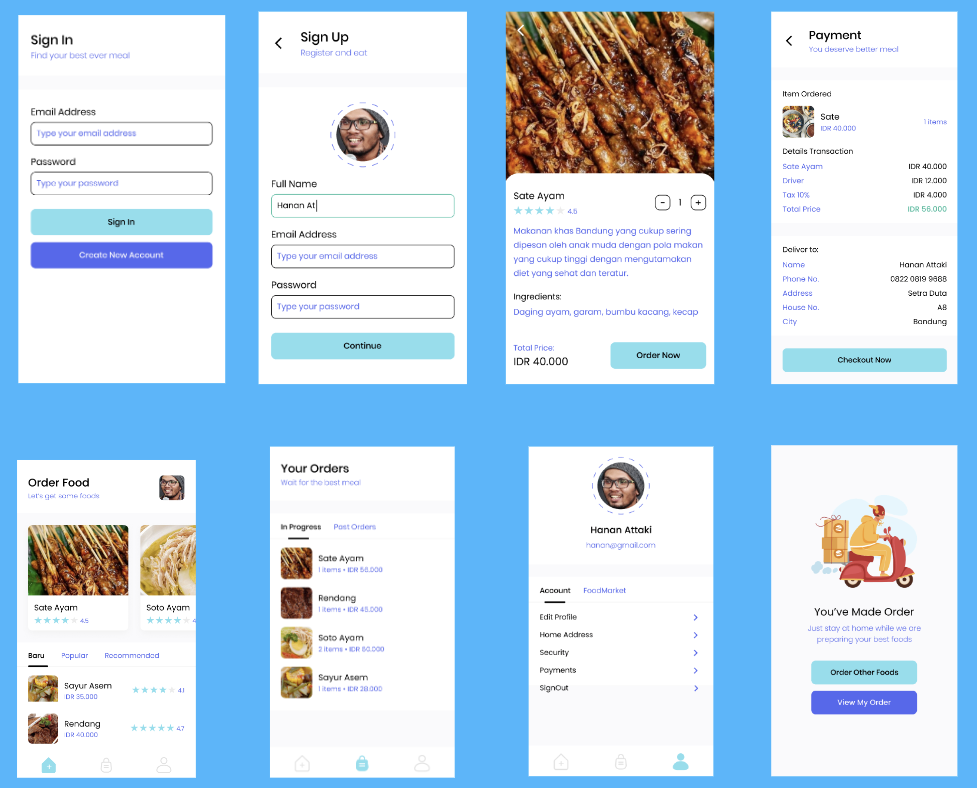 Sign In
Find your best ever meal
Email Address
Type your email address
Password
Type your password
Sign In
Create New Account
Sign Up
Register and eat
Full Name
Hanan At
Email Address
Type your email address
Password
Type your password
Continue
Sate Ayam
4.5
- 1 +
Makanan khas Bandung yang cukup sering
dipesan oleh anak muda dengan pola makan
yang cukup tinggi dengan mengutamakan
diet yang sehat dan teratur.
Ingredients:
Daging ayam, garam, bumbu kacang, kecap
Total Price:
IDR 40.000
Order Now
Payment
You deserve better meal
Item Ordered
Sate
IDR 40.000
1 items
Details Transaction
Sate Ayam IDR 40.000
Driver IDR 12.000
Tax 10% IDR 4.000
Total Price IDR 56.000
Deliver to:
Name Hanan Attaki
Phone No. 0822 0819 9688
Address Setra Duta
House No. A8
City Bandung
Checkout Now
Order Food
Let's get some foods
Sate Ayam
4.5
Soto Ayam
4
Baru Popular Recommended
Sayur Asem
IDR 35.000
4.1
Rendang
IDR 40.000
4.7
Your Orders
Wait for the best meal
In Progress Past Orders
Sate Ayam
1 items • IDR 56.000
Rendang
1 items • IDR 45.000
Soto Ayam
2 items • IDR 60.000
Sayur Asem
1 items • IDR 28.000
Hanan Attaki
hanan@gmail.com
Account FoodMarket
Edit Profile
Home Address
Security
Payments
SignOut
You've Made Order
Just stay at home while we are
preparing your best foods
Order Other Foods
View My Order